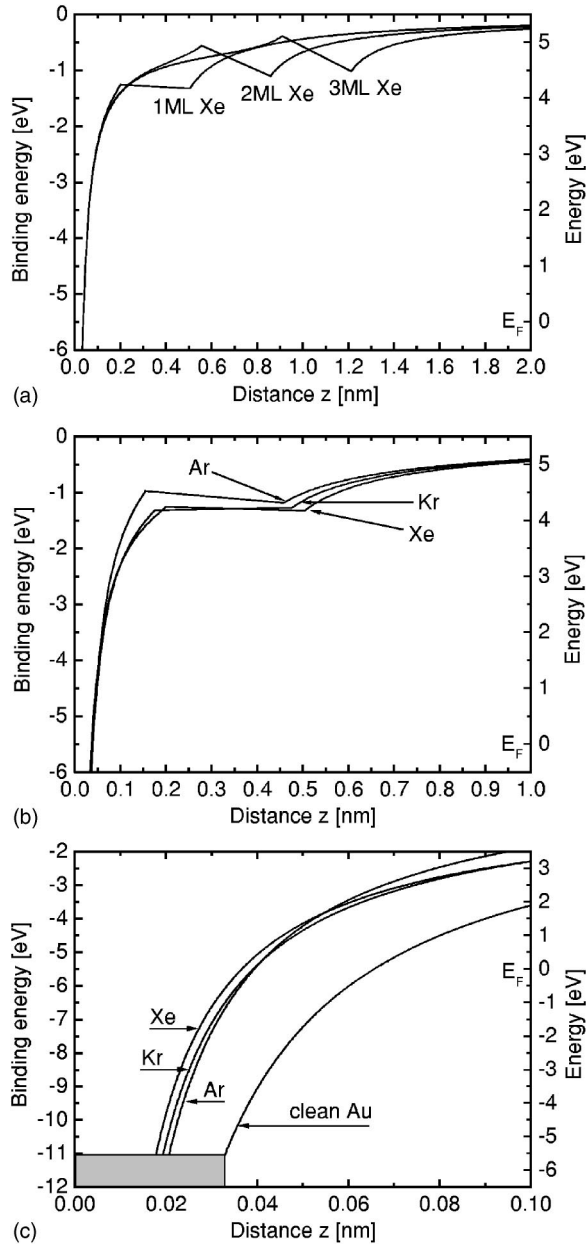 0
-1
-2
-3
-4
-5
-6
5
4
3
2
1
0
1ML Xe
2ML Xe
3ML Xe
E_F
Binding energy [eV]
Energy [eV]
0.0 0.2 0.4 0.6 0.8 1.0 1.2 1.4 1.6 1.8 2.0
(a)
Distance z [nm]
0
-1
-2
-3
-4
-5
-6
5
4
3
2
1
0
Ar
Kr
Xe
E_F
Binding energy [eV]
Energy [eV]
0.0 0.1 0.2 0.3 0.4 0.5 0.6 0.7 0.8 0.9 1.0
(b)
Distance z [nm]
-2
-3
-4
-5
-6
-7
-8
-9
-10
-11
-12
3
2
1
0
-1
-2
-3
-4
-5
-6
E_F
Xe
Kr
Ar
clean Au
Binding energy [eV]
Energy [eV]
0.00 0.02 0.04 0.06 0.08 0.10
(c)
Distance z [nm]